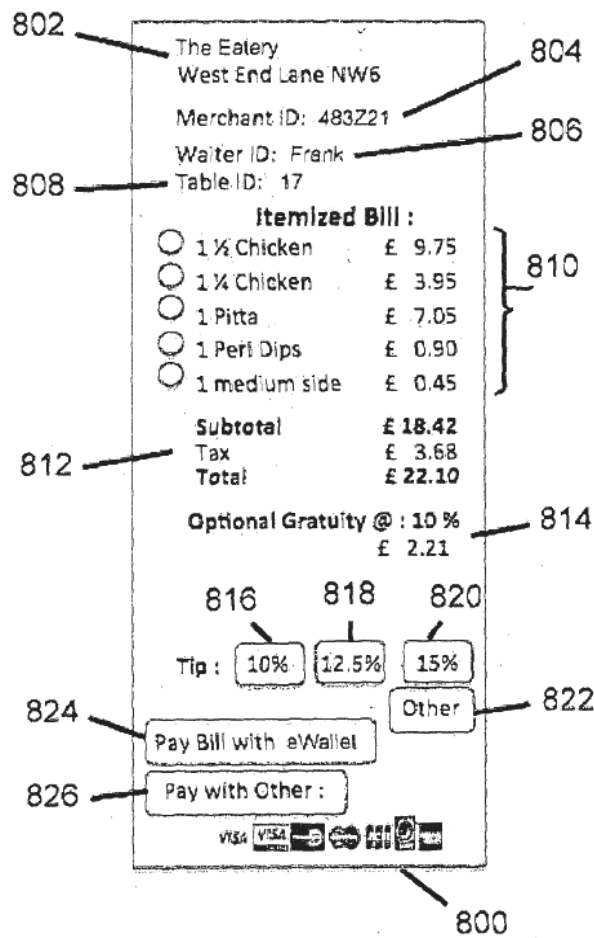 802
The Eatery
West End Lane NW6
804
Merchant ID: 483Z21
806
Waiter ID: Frank
808
Table ID: 17
Itemized Bill :
1 ½ Chicken £ 9.75
810
1 ¼ Chicken £ 3.95
1 Pitta £ 7.05
1 Peri Dips £ 0.90
1 medium side £ 0.45
Subtotal £ 18.42
812
Tax £ 3.68
Total £ 22.10
Optional Gratuity @ : 10 %
814
£ 2.21
816 818 820
Tip : 10% 12.5% 15%
824
Other
822
Pay Bill with eWallet
826
Pay with Other :
VISA VISA
800